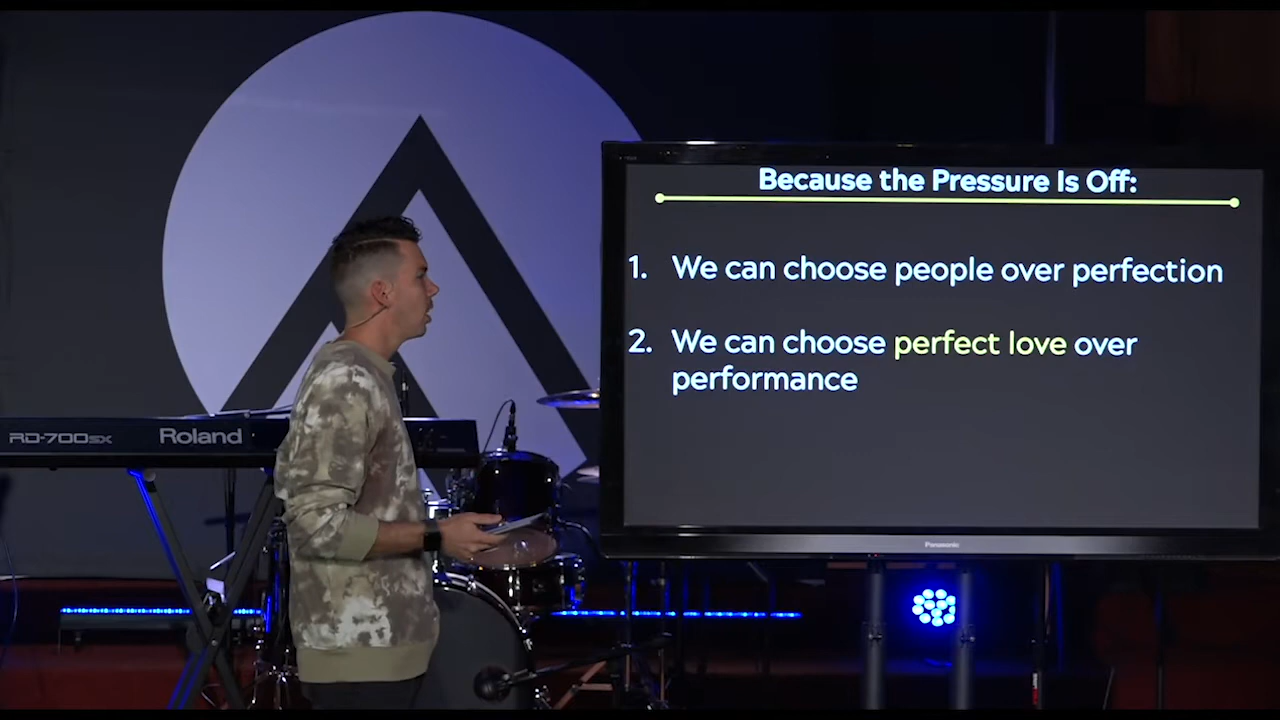 Because the Pressure Is Off:
1. We can choose people over perfection
2. We can choose perfect love over
performance
RD-700SX Roland
Panasonic